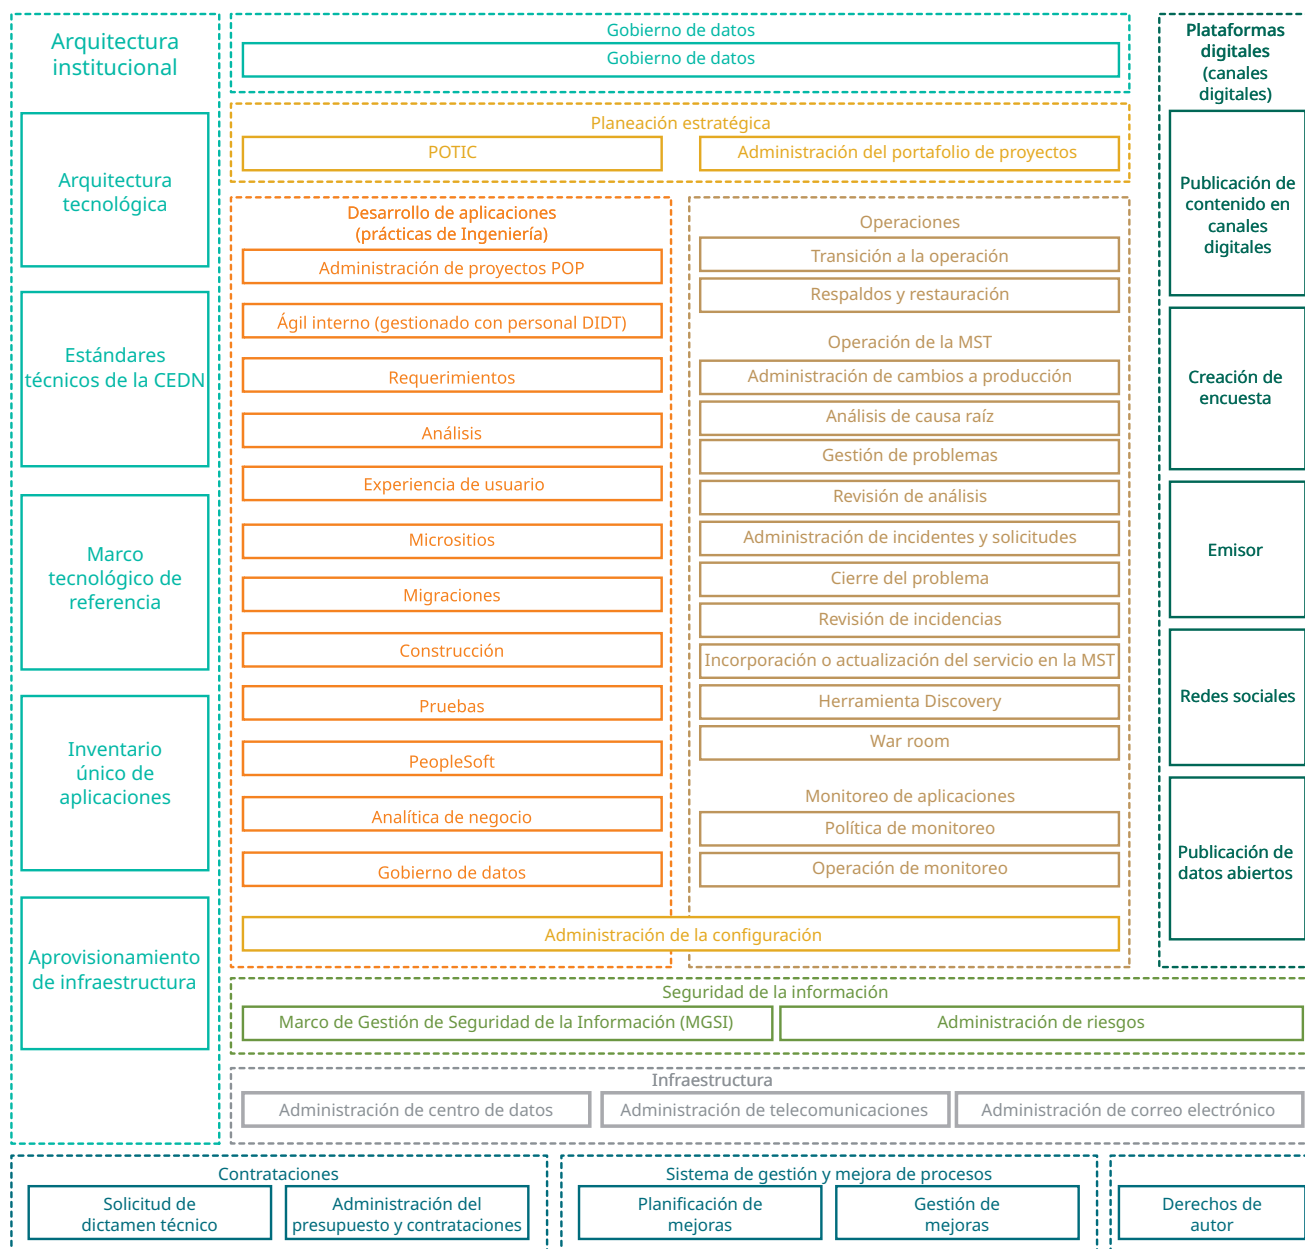 Arquitectura
institucional
Arquitectura
tecnológica
Estándares
técnicos de la CEDN
Marco
tecnológico de
referencia
Inventario
único de
aplicaciones
Aprovisionamiento
de infraestructura
Gobierno de datos
Gobierno de datos
Planeación estratégica
POTIC
Administración del portafolio de proyectos
Desarrollo de aplicaciones
(prácticas de Ingeniería)
Administración de proyectos POP
Ágil interno (gestionado con personal DIDT)
Requerimientos
Análisis
Experiencia de usuario
Micrositios
Migraciones
Construcción
Pruebas
PeopleSoft
Analítica de negocio
Gobierno de datos
Operaciones
Transición a la operación
Respaldos y restauración
Operación de la MST
Administración de cambios a producción
Análisis de causa raíz
Gestión de problemas
Revisión de análisis
Administración de incidentes y solicitudes
Cierre del problema
Revisión de incidencias
Incorporación o actualización del servicio en la MST
Herramienta Discovery
War room
Monitoreo de aplicaciones
Política de monitoreo
Operación de monitoreo
Administración de la configuración
Plataformas
digitales
(canales
digitales)
Publicación de
contenido en
canales
digitales
Creación de
encuesta
Emisor
Redes sociales
Publicación de
datos abiertos
Seguridad de la información
Marco de Gestión de Seguridad de la Información (MGSI)
Administración de riesgos
Infraestructura
Administración de centro de datos
Administración de telecomunicaciones
Administración de correo electrónico
Contrataciones
Solicitud de
dictamen técnico
Administración del
presupuesto y contrataciones
Sistema de gestión y mejora de procesos
Planificación de
mejoras
Gestión de
mejoras
Derechos de
autor